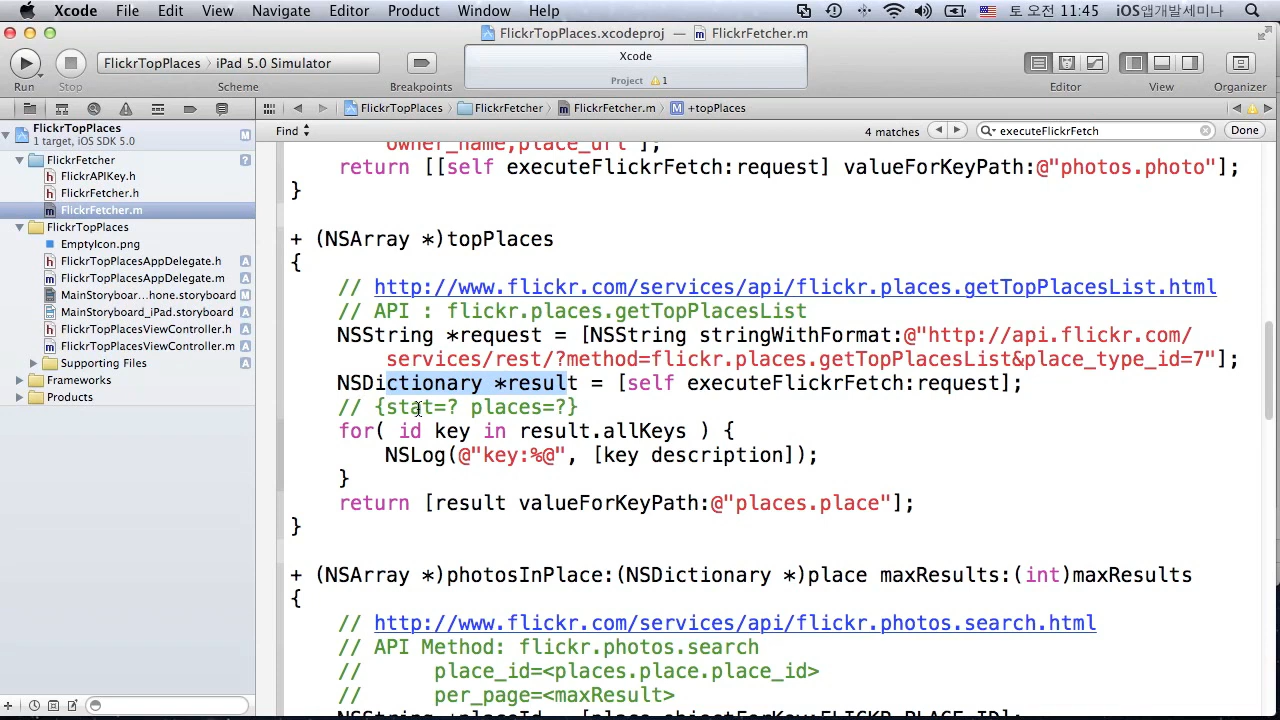 Xcode File Edit View Navigate Editor Product Window Help 토 오전 11:45 iOS앱개발세미나
FlickrTopPlaces.xcodeproj — FlickrFetcher.m
Run Stop FlickrTopPlaces iPad 5.0 Simulator Scheme Breakpoints
Xcode
Project 1
Editor View Organizer
FlickrTopPlaces FlickrFetcher FlickrFetcher.m M +topPlaces
Find 4 matches executeFlickrFetch Done
FlickrTopPlaces M
1 target, iOS SDK 5.0
FlickrFetcher ?
FlickrAPIKey.h
FlickrFetcher.h
FlickrFetcher.m
FlickrTopPlaces
EmptyIcon.png
FlickrTopPlacesAppDelegate.h A
FlickrTopPlacesAppDelegate.m A
MainStoryboar...hone.storyboard M
MainStoryboard_iPad.storyboard A
FlickrTopPlacesViewController.h A
FlickrTopPlacesViewController.m A
Supporting Files
Frameworks
Products
owner_name,place_url"];
return [[self executeFlickrFetch:request] valueForKeyPath:@"photos.photo"];
}
+ (NSArray *)topPlaces
{
// http://www.flickr.com/services/api/flickr.places.getTopPlacesList.html
// API : flickr.places.getTopPlacesList
NSString *request = [NSString stringWithFormat:@"http://api.flickr.com/
services/rest/?method=flickr.places.getTopPlacesList&place_type_id=7"];
NSDictionary *result = [self executeFlickrFetch:request];
// {stat=? places=?}
for( id key in result.allKeys ) {
NSLog(@"key:%@", [key description]);
}
return [result valueForKeyPath:@"places.place"];
}
+ (NSArray *)photosInPlace:(NSDictionary *)place maxResults:(int)maxResults
{
// http://www.flickr.com/services/api/flickr.photos.search.html
// API Method: flickr.photos.search
// place_id=<places.place.place_id>
// per_page=<maxResult>
NSString *placeId = [place objectForKey:FLICKR_PLACE_ID];